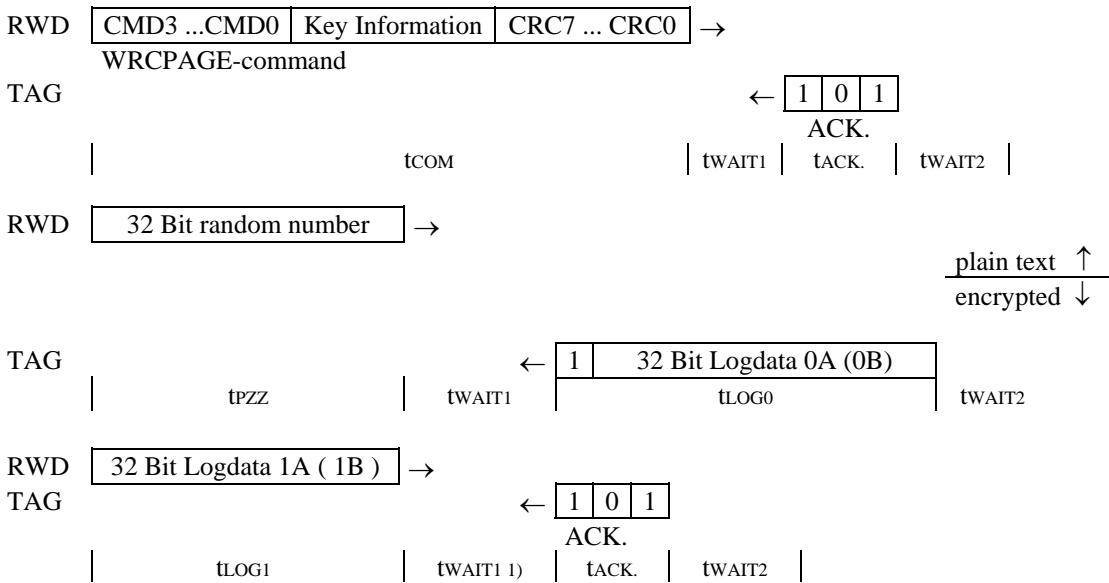 RWD CMD3 ...CMD0 Key Information CRC7 ... CRC0 →
WRCPAGE-command
TAG ← 1 0 1
ACK.
tCOM tWAIT1 tACK. tWAIT2
RWD 32 Bit random number →
plain text ↑
encrypted ↓
TAG ← 1 32 Bit Logdata 0A (0B)
tPZZ tWAIT1 tLOG0 tWAIT2
RWD 32 Bit Logdata 1A ( 1B ) →
TAG ← 1 0 1
ACK.
tLOG1 tWAIT1 1) tACK. tWAIT2